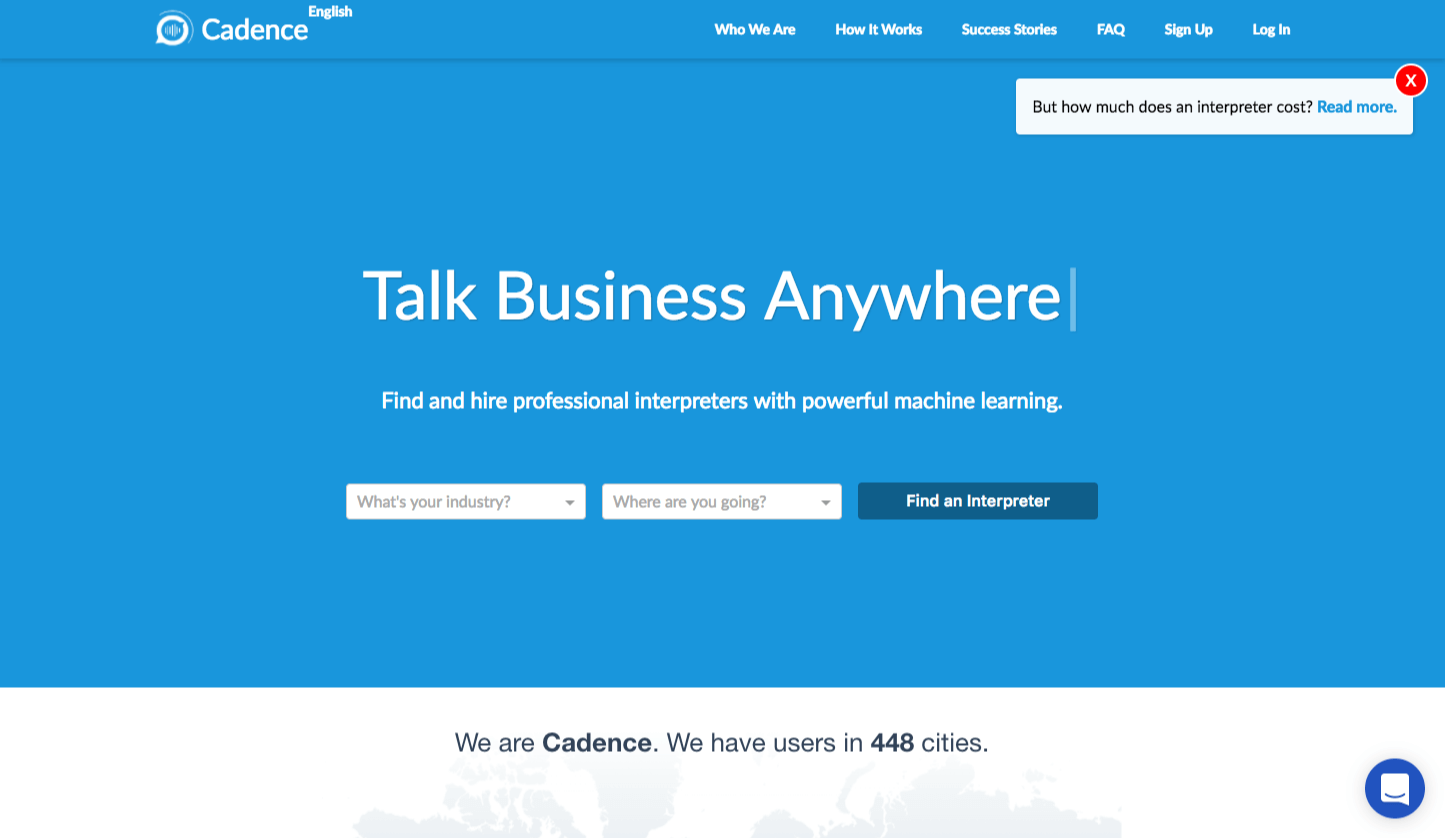 Cadence
English
Who We Are
How It Works
Success Stories
FAQ
Sign Up
Log In
X
But how much does an interpreter cost? Read more.
Talk Business Anywhere
Find and hire professional interpreters with powerful machine learning.
What's your industry?
Where are you going?
Find an Interpreter
We are Cadence. We have users in 448 cities.